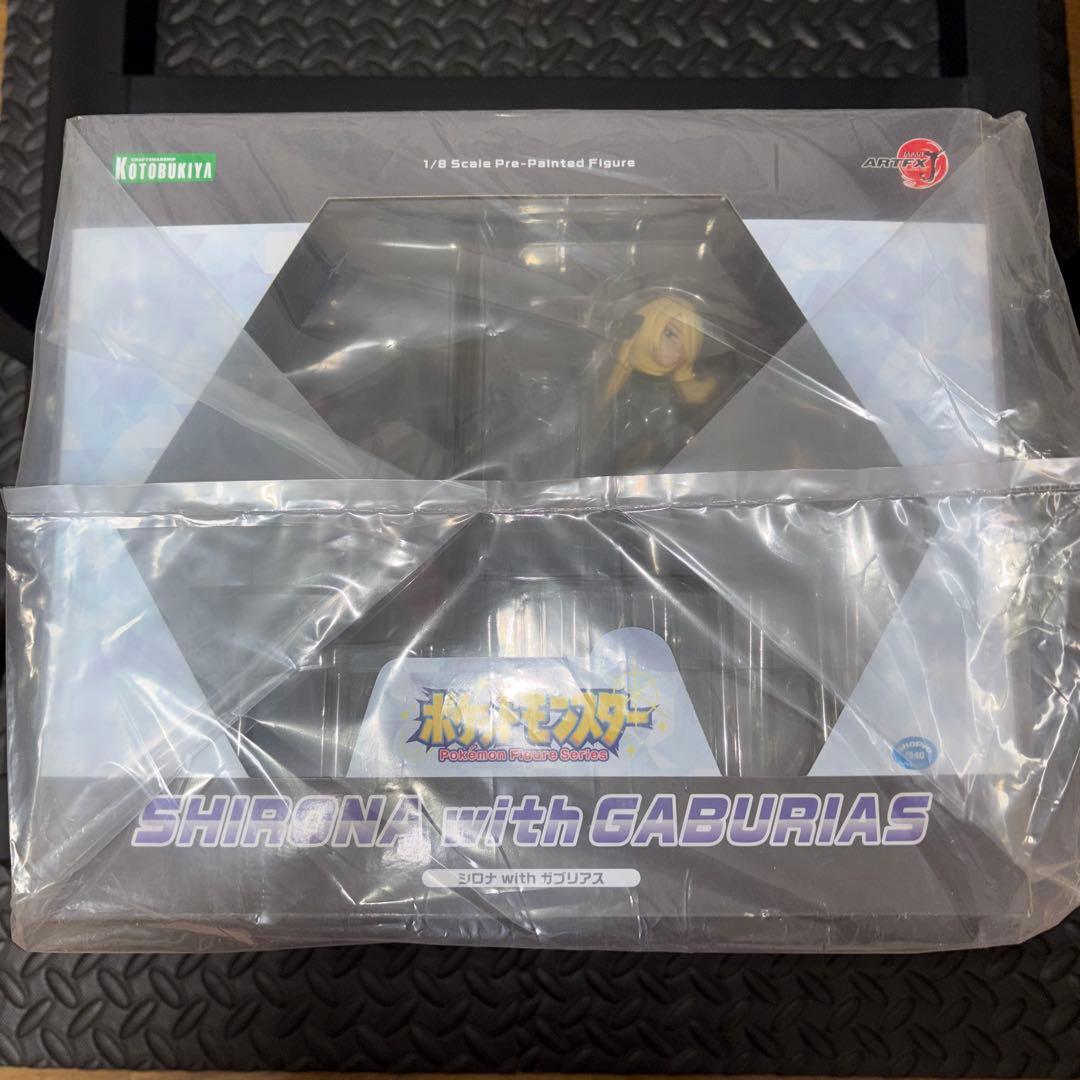 CRAFTSMANSHIP
KOTOBUKIYA
1/8 Scale Pre-Painted Figure
ARTFX J
ポケットモンスター
Pokémon Figure Series
SHIRONA with GABURIAS
シロナ with ガブリアス